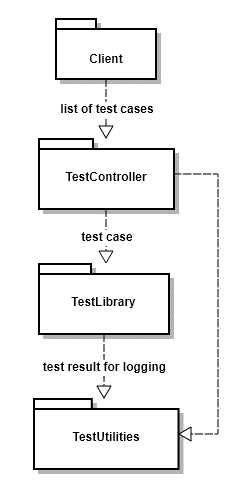 Client
list of test cases
TestController
test case
TestLibrary
test result for logging
TestUtilities